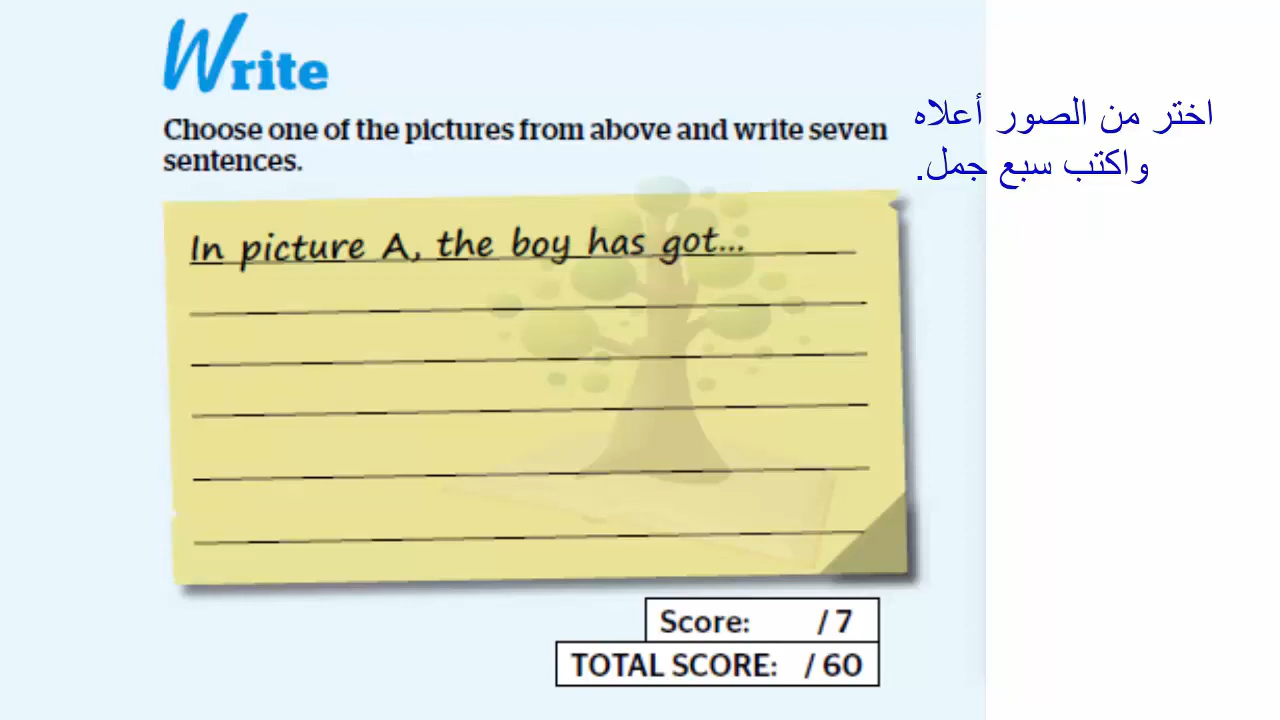 Write
Choose one of the pictures from above and write seven
sentences.
اختر من الصور أعلاه
واكتب سبع جمل.
In picture A, the boy has got...
Score: / 7
TOTAL SCORE: / 60